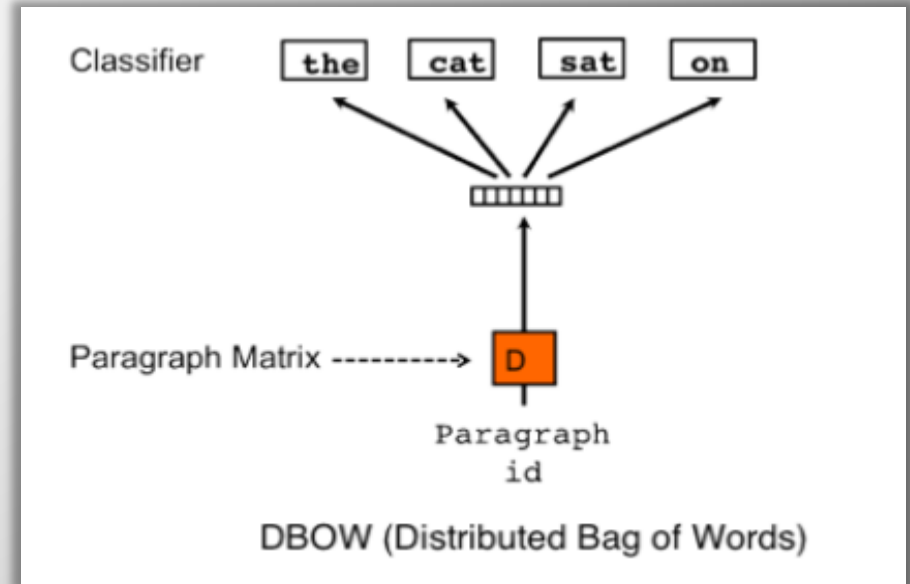 Classifier the cat sat on
Paragraph Matrix D
Paragraph
id
DBOW (Distributed Bag of Words)